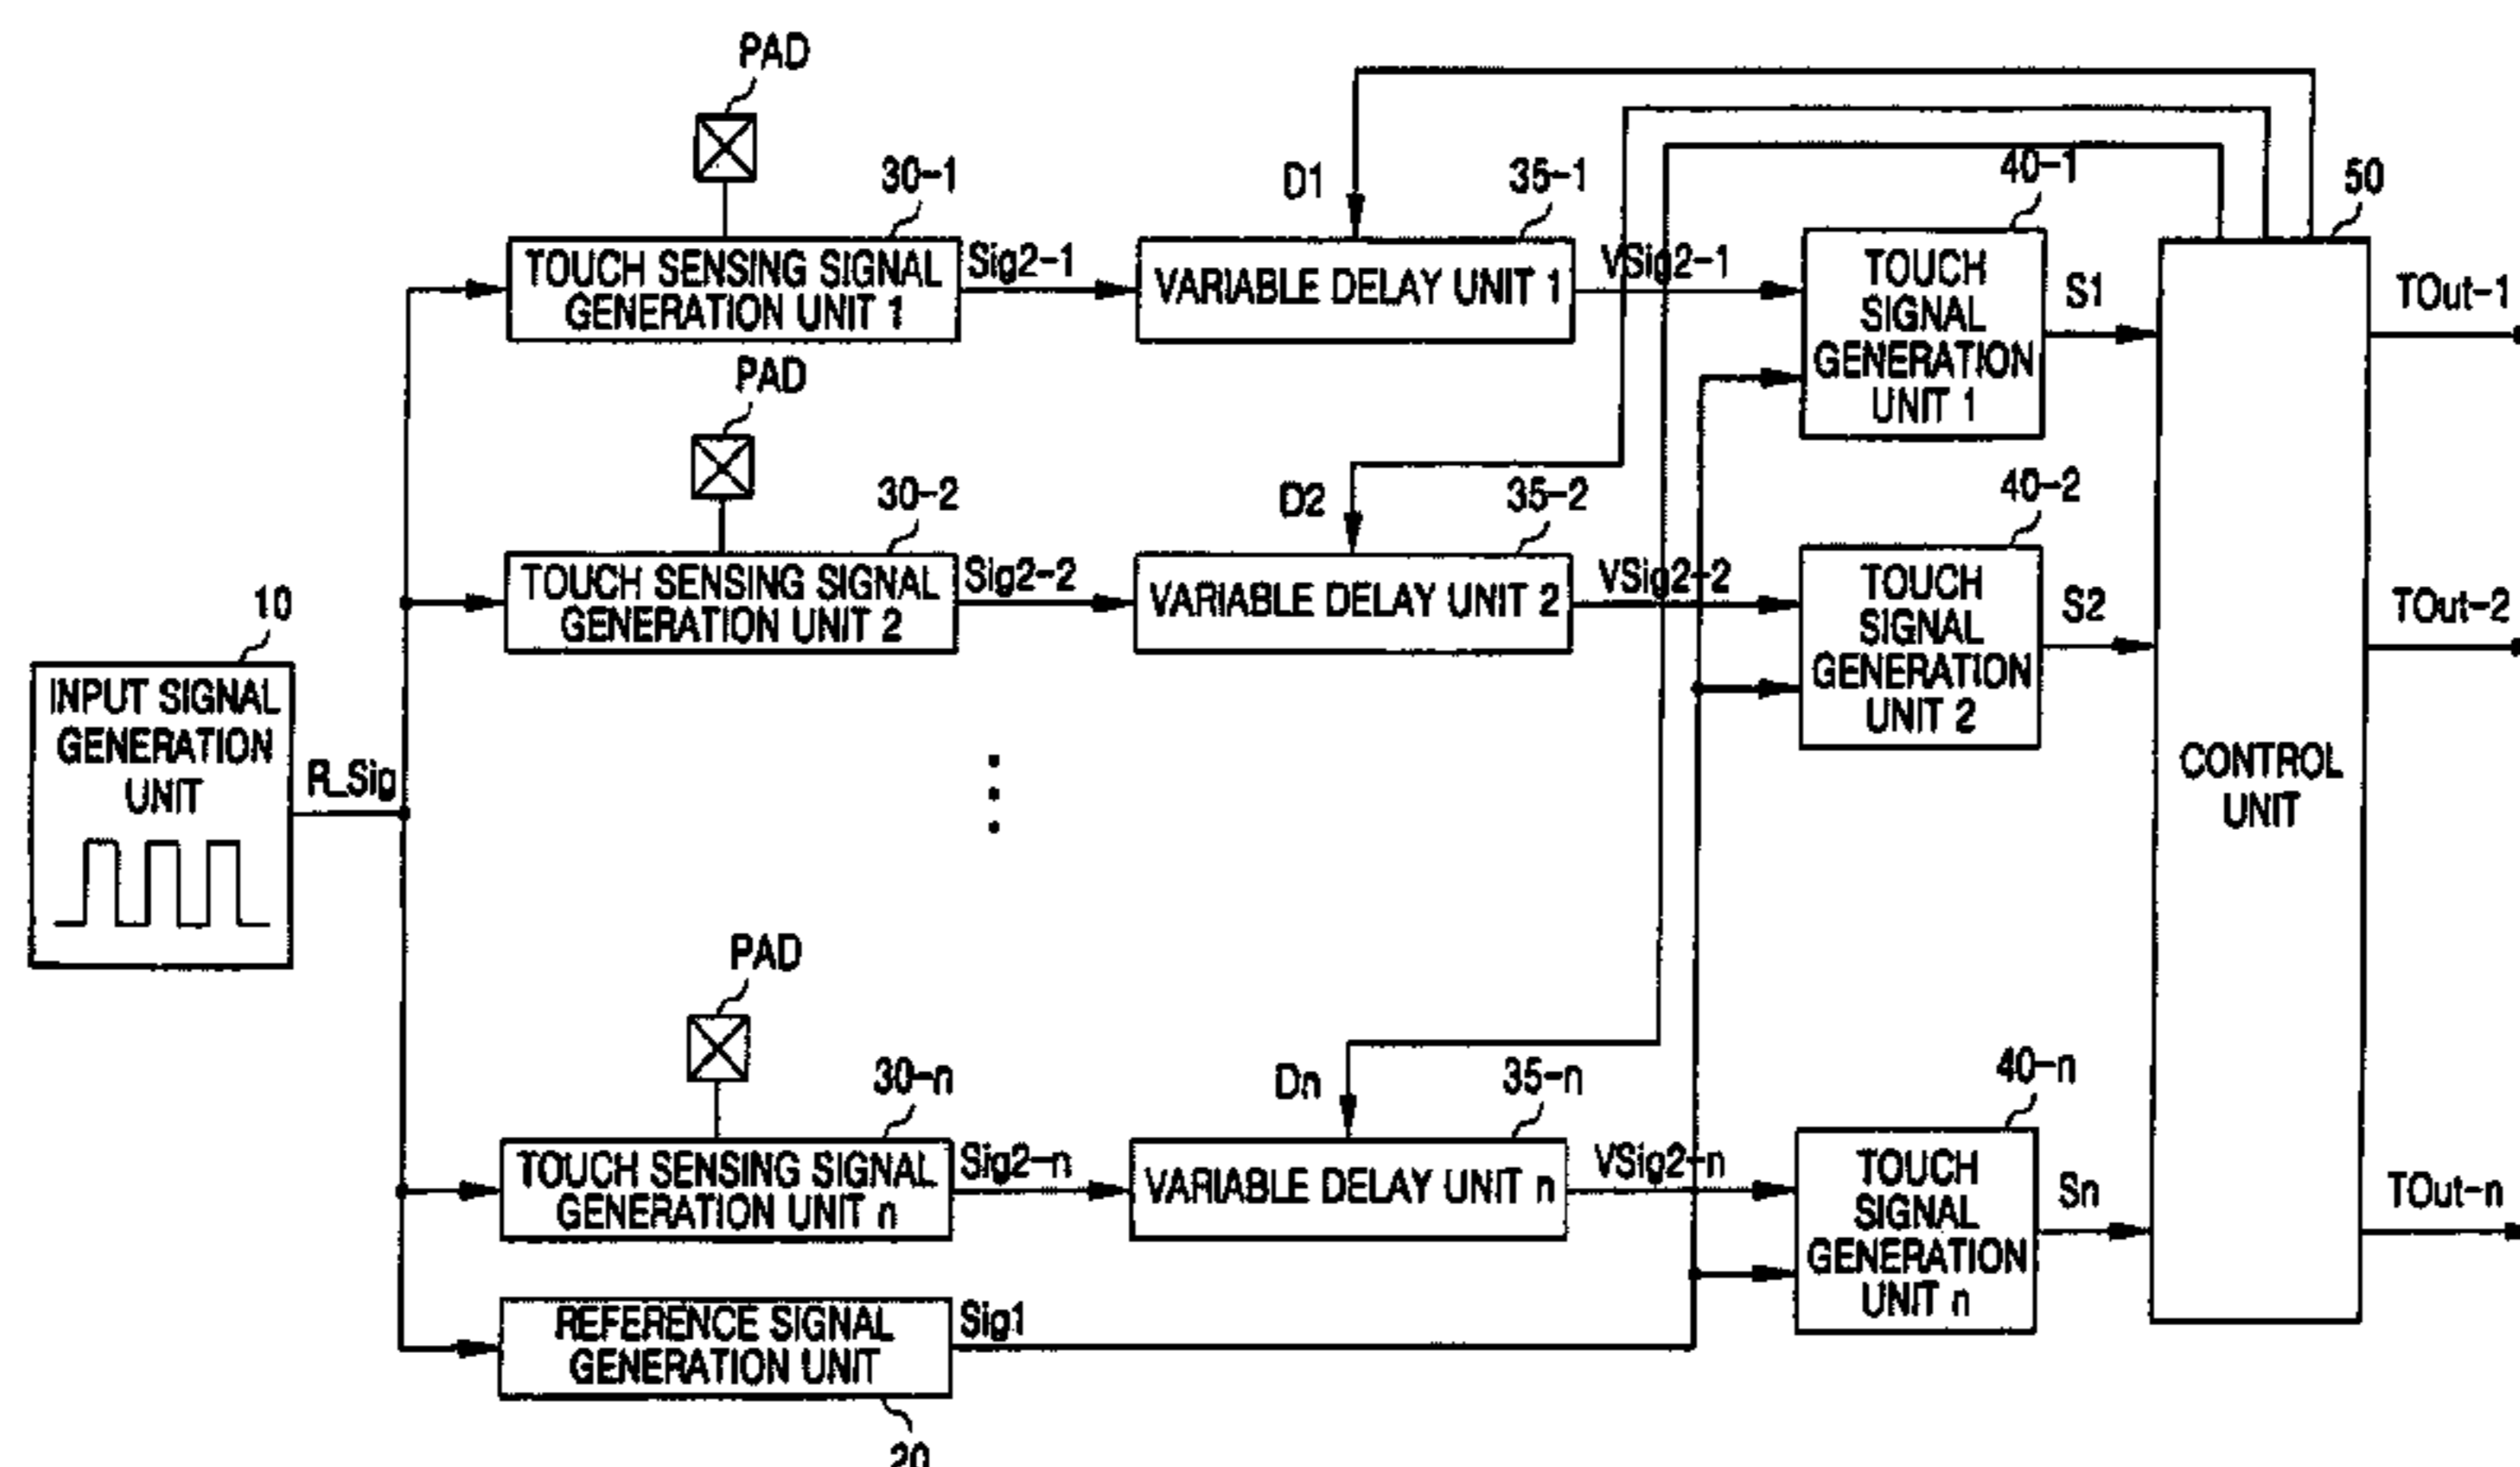 PAD
30-1
D1
35-1
40-1
50
TOUCH SENSING SIGNAL
GENERATION UNIT 1
Sig2-1
VARIABLE DELAY UNIT 1
VSig2-1
TOUCH
SIGNAL
GENERATION
UNIT 1
S1
TOut-1
PAD
30-2
D2
35-2
40-2
TOUCH SENSING SIGNAL
GENERATION UNIT 2
Sig2-2
VARIABLE DELAY UNIT 2
VSig2-2
TOUCH
SIGNAL
GENERATION
UNIT 2
S2
TOut-2
10
INPUT SIGNAL
GENERATION
UNIT
R_Sig
CONTROL
UNIT
PAD
30-n
Dn
35-n
40-n
TOUCH SENSING SIGNAL
GENERATION UNIT n
Sig2-n
VARIABLE DELAY UNIT n
VSig2-n
TOUCH
SIGNAL
GENERATION
UNIT n
Sn
TOut-n
REFERENCE SIGNAL
GENERATION UNIT
Sig1
20